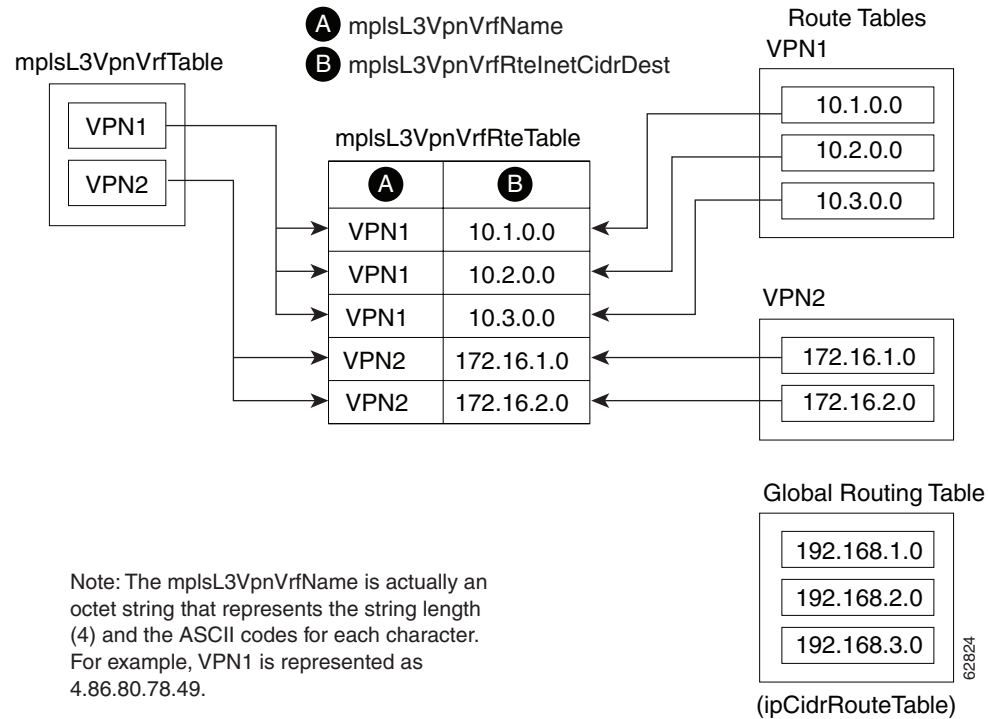 A mplsL3VpnVrfName
B mplsL3VpnVrfRteInetCidrDest
mplsL3VpnVrfTable
VPN1
VPN2
mplsL3VpnVrfRteTable
A B
VPN1 10.1.0.0
VPN1 10.2.0.0
VPN1 10.3.0.0
VPN2 172.16.1.0
VPN2 172.16.2.0
Route Tables
VPN1
10.1.0.0
10.2.0.0
10.3.0.0
VPN2
172.16.1.0
172.16.2.0
Global Routing Table
192.168.1.0
192.168.2.0
192.168.3.0
(ipCidrRouteTable)
62824
Note: The mplsL3VpnVrfName is actually an
octet string that represents the string length
(4) and the ASCII codes for each character.
For example, VPN1 is represented as
4.86.80.78.49.